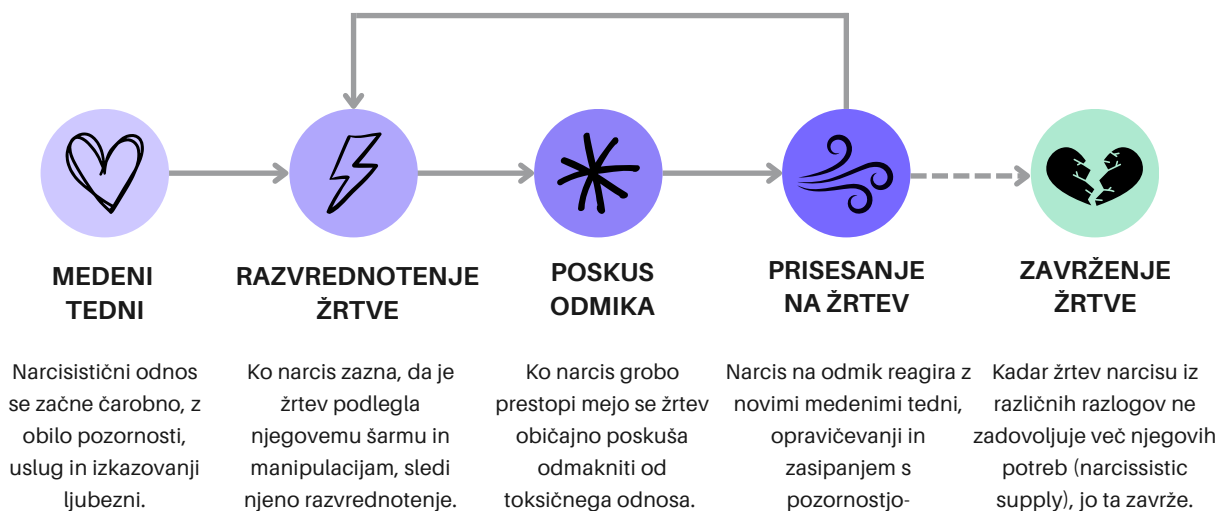 MEDENI
TEDNI
Narcisistični odnos
se začne čarobno, z
obilo pozornosti,
uslug in izkazovanji
ljubezni.
RAZVREDNOTENJE
ŽRTVE
Ko narcis zazna, da je
žrtev podlegla
njegovemu šarmu in
manipulacijam, sledi
njeno razvrednotenje.
POSKUS
ODMIKA
Ko narcis grobo
prestopi mejo se žrtev
običajno poskuša
odmakniti od
toksičnega odnosa.
PRISESANJE
NA ŽRTEV
Narcis na odmik reagira z
novimi medenimi tedni,
opravičevanji in
zasipanjem s
pozornostjo-
ZAVRŽENJE
ŽRTVE
Kadar žrtev narcisu iz
različnih razlogov ne
zadovoljuje več njegovih
potreb (narcissistic
supply), jo ta zavrže.